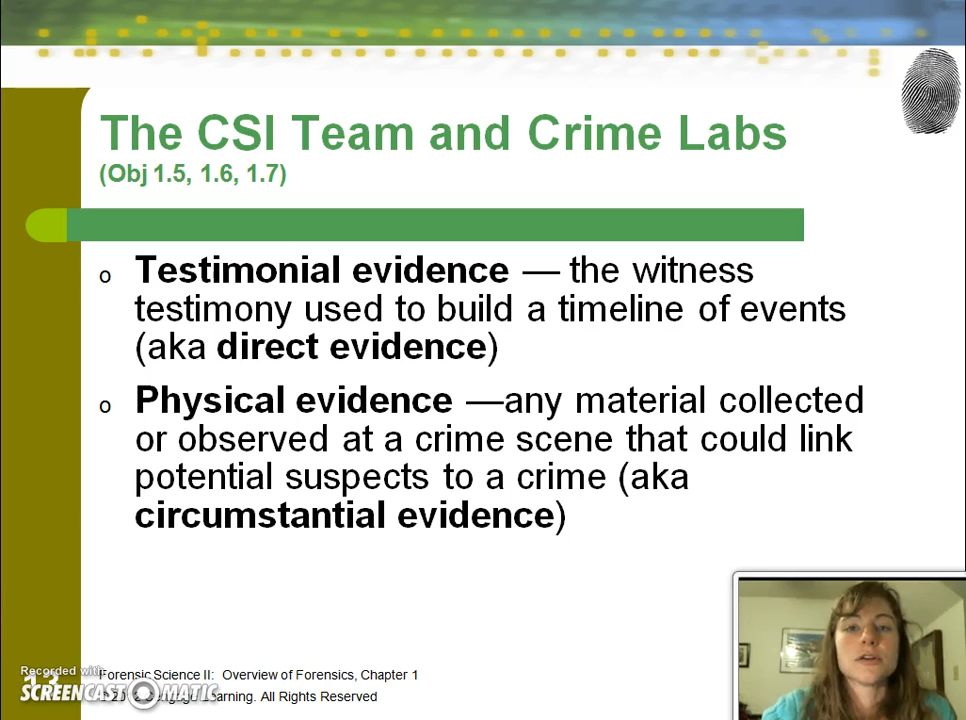 The CSI Team and Crime Labs
(Obj 1.5, 1.6, 1.7)
o Testimonial evidence — the witness
testimony used to build a timeline of events
(aka direct evidence)
o Physical evidence —any material collected
or observed at a crime scene that could link
potential suspects to a crime (aka
circumstantial evidence)
Recorded with
SCREENCAST O MATIC
Forensic Science II: Overview of Forensics, Chapter 1
Learning. All Rights Reserved